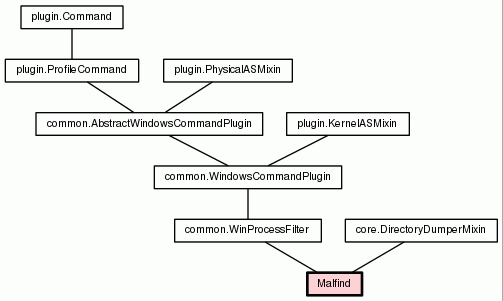 plugin.Command
plugin.ProfileCommand
plugin.PhysicalASMixin
common.AbstractWindowsCommandPlugin
plugin.KernelASMixin
common.WindowsCommandPlugin
common.WinProcessFilter
core.DirectoryDumperMixin
Malfind